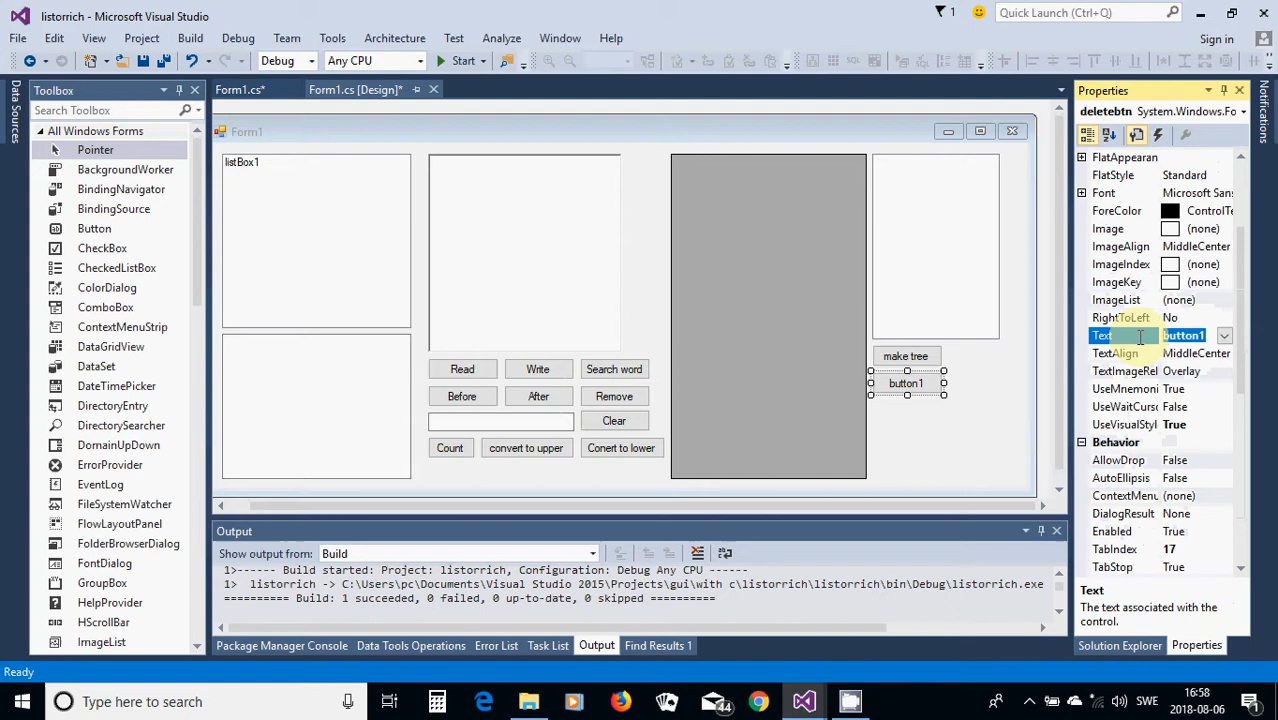 listorrich - Microsoft Visual Studio
1
Quick Launch (Ctrl+Q)
File Edit View Project Build Debug Team Tools Architecture Test Analyze Window Help
Sign in
Debug Any CPU Start
Data Sources
Toolbox
Form1.cs* Form1.cs [Design]*
Properties
Notifications
Search Toolbox
deletebtn System.Windows.Fo
All Windows Forms
Pointer
BackgroundWorker
BindingNavigator
BindingSource
Button
CheckBox
CheckedListBox
ColorDialog
ComboBox
ContextMenuStrip
DataGridView
DataSet
DateTimePicker
DirectoryEntry
DirectorySearcher
DomainUpDown
ErrorProvider
EventLog
FileSystemWatcher
FlowLayoutPanel
FolderBrowserDialog
FontDialog
GroupBox
HelpProvider
HScrollBar
ImageList
Form1
listBox1
make tree
button1
Read Write Search word
Before After Remove
Clear
Count convert to upper Conert to lower
FlatAppearan
FlatStyle Standard
Font Microsoft Sans
ForeColor ControlTe
Image (none)
ImageAlign MiddleCenter
ImageIndex (none)
ImageKey (none)
ImageList (none)
RightToLeft No
Text button1
TextAlign MiddleCenter
TextImageRel Overlay
UseMnemoni True
UseWaitCurso False
UseVisualStyl True
Behavior
AllowDrop False
AutoEllipsis False
ContextMenu (none)
DialogResult None
Enabled True
TabIndex 17
TabStop True
Text
The text associated with the
control.
Output
Show output from: Build
1>------ Build started: Project: listorrich, Configuration: Debug Any CPU ------
1> listorrich -> C:\Users\pc\Documents\Visual Studio 2015\Projects\gui\with c\listorrich\listorrich\bin\Debug\listorrich.exe
========== Build: 1 succeeded, 0 failed, 0 up-to-date, 0 skipped ==========
Package Manager Console Data Tools Operations Error List Task List Output Find Results 1
Solution Explorer Properties
Ready
Type here to search
44
SWE
16:58
2018-08-06
1